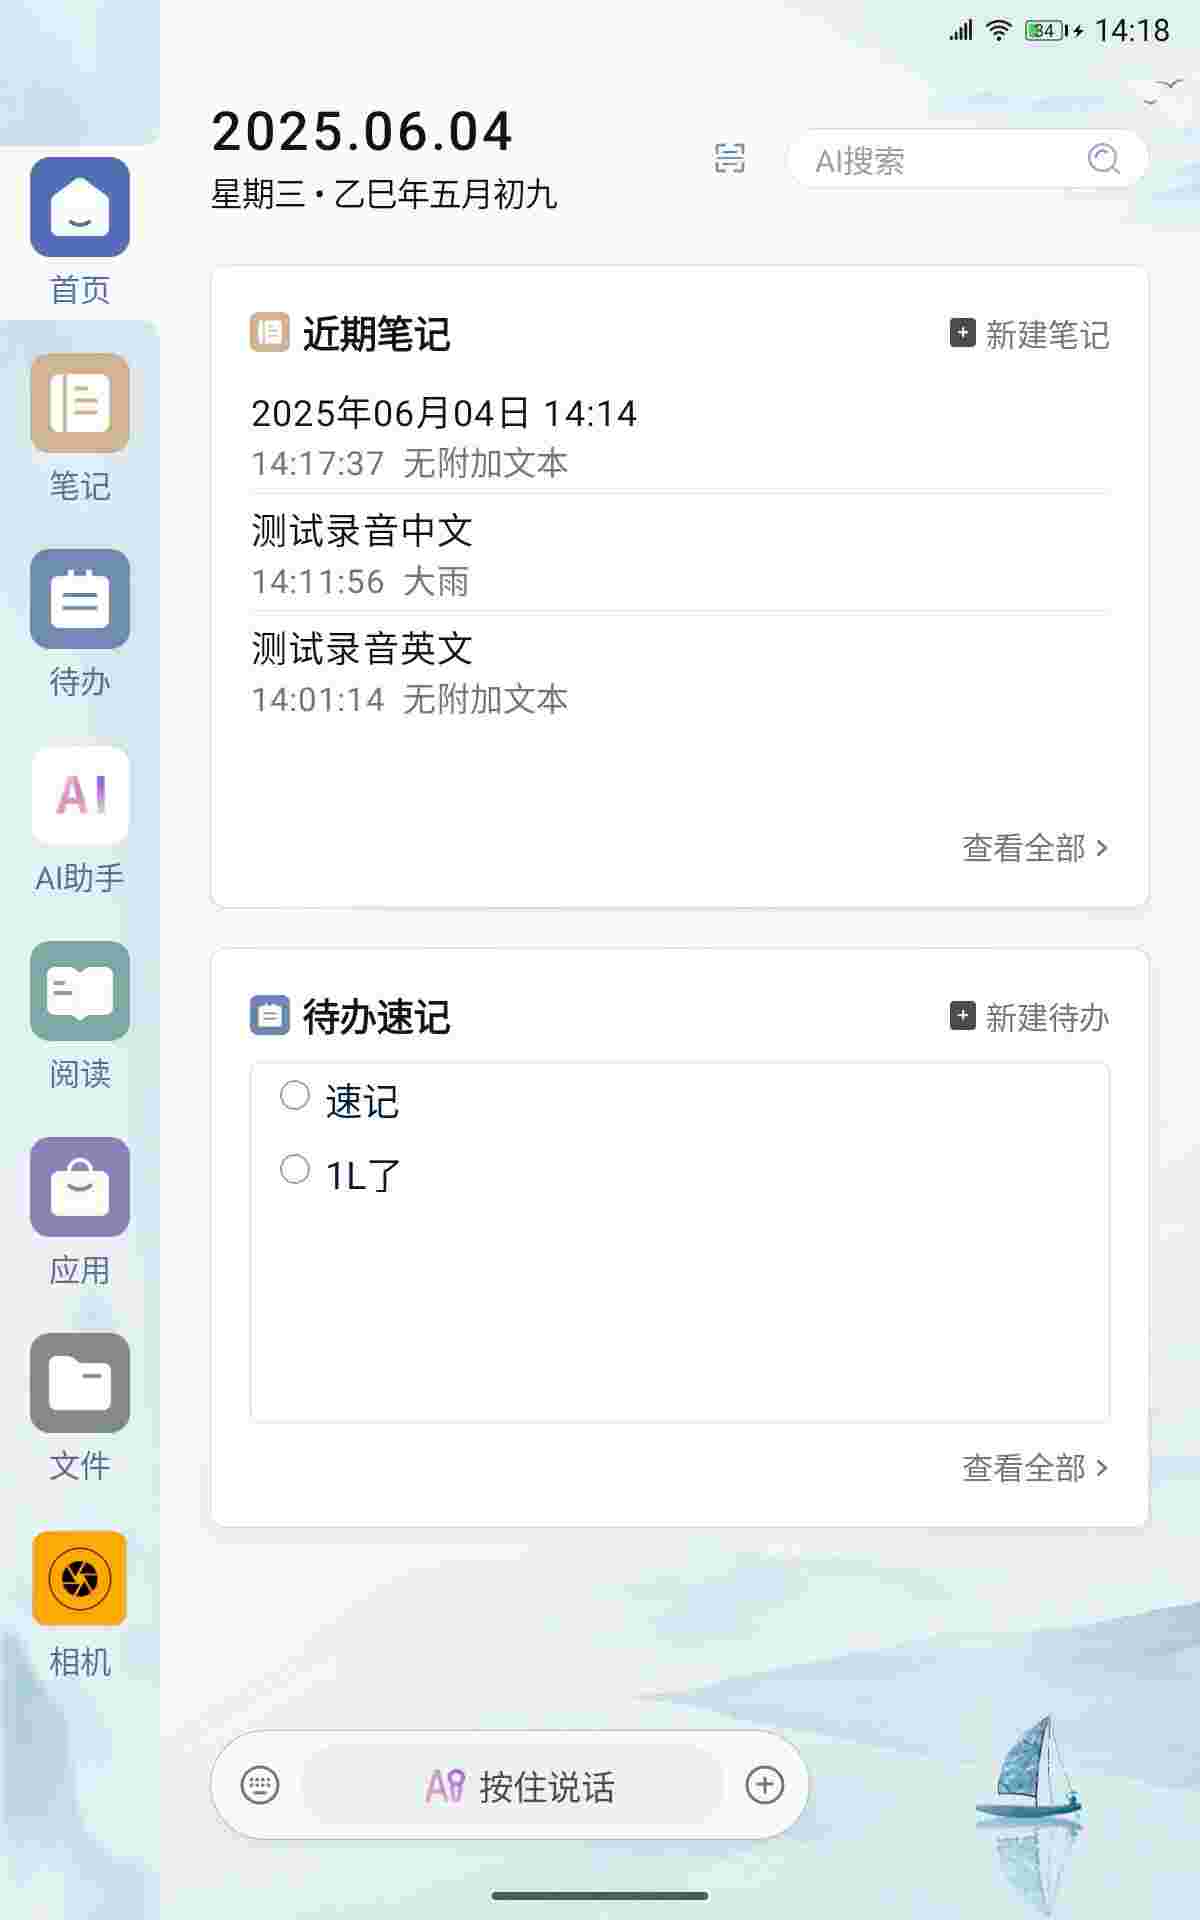 84 14:18
2025.06.04
星期三·乙巳年五月初九
AI搜索
首页
笔记
待办
AI
AI助手
阅读
应用
文件
相机
近期笔记
新建笔记
2025年06月04日 14:14
14:17:37 无附加文本
测试录音中文
14:11:56 大雨
测试录音英文
14:01:14 无附加文本
查看全部 >
待办速记
新建待办
速记
1L了
查看全部 >
AI 按住说话